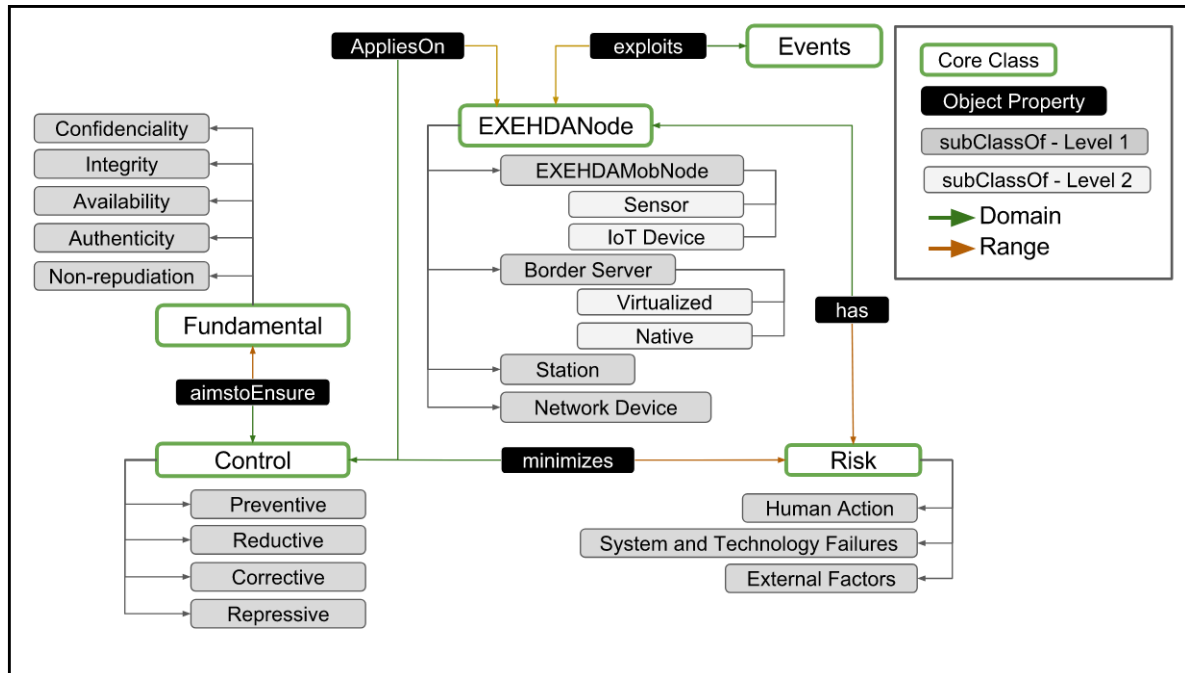 AppliesOn
exploits
Events
Core Class
Object Property
subClassOf - Level 1
subClassOf - Level 2
Domain
Range
Confidenciality
Integrity
Availability
Authenticity
Non-repudiation
Fundamental
aimstoEnsure
EXEHDANode
EXEHDAMobNode
Sensor
IoT Device
Border Server
Virtualized
Native
Station
Network Device
has
Control
minimizes
Risk
Preventive
Reductive
Corrective
Repressive
Human Action
System and Technology Failures
External Factors